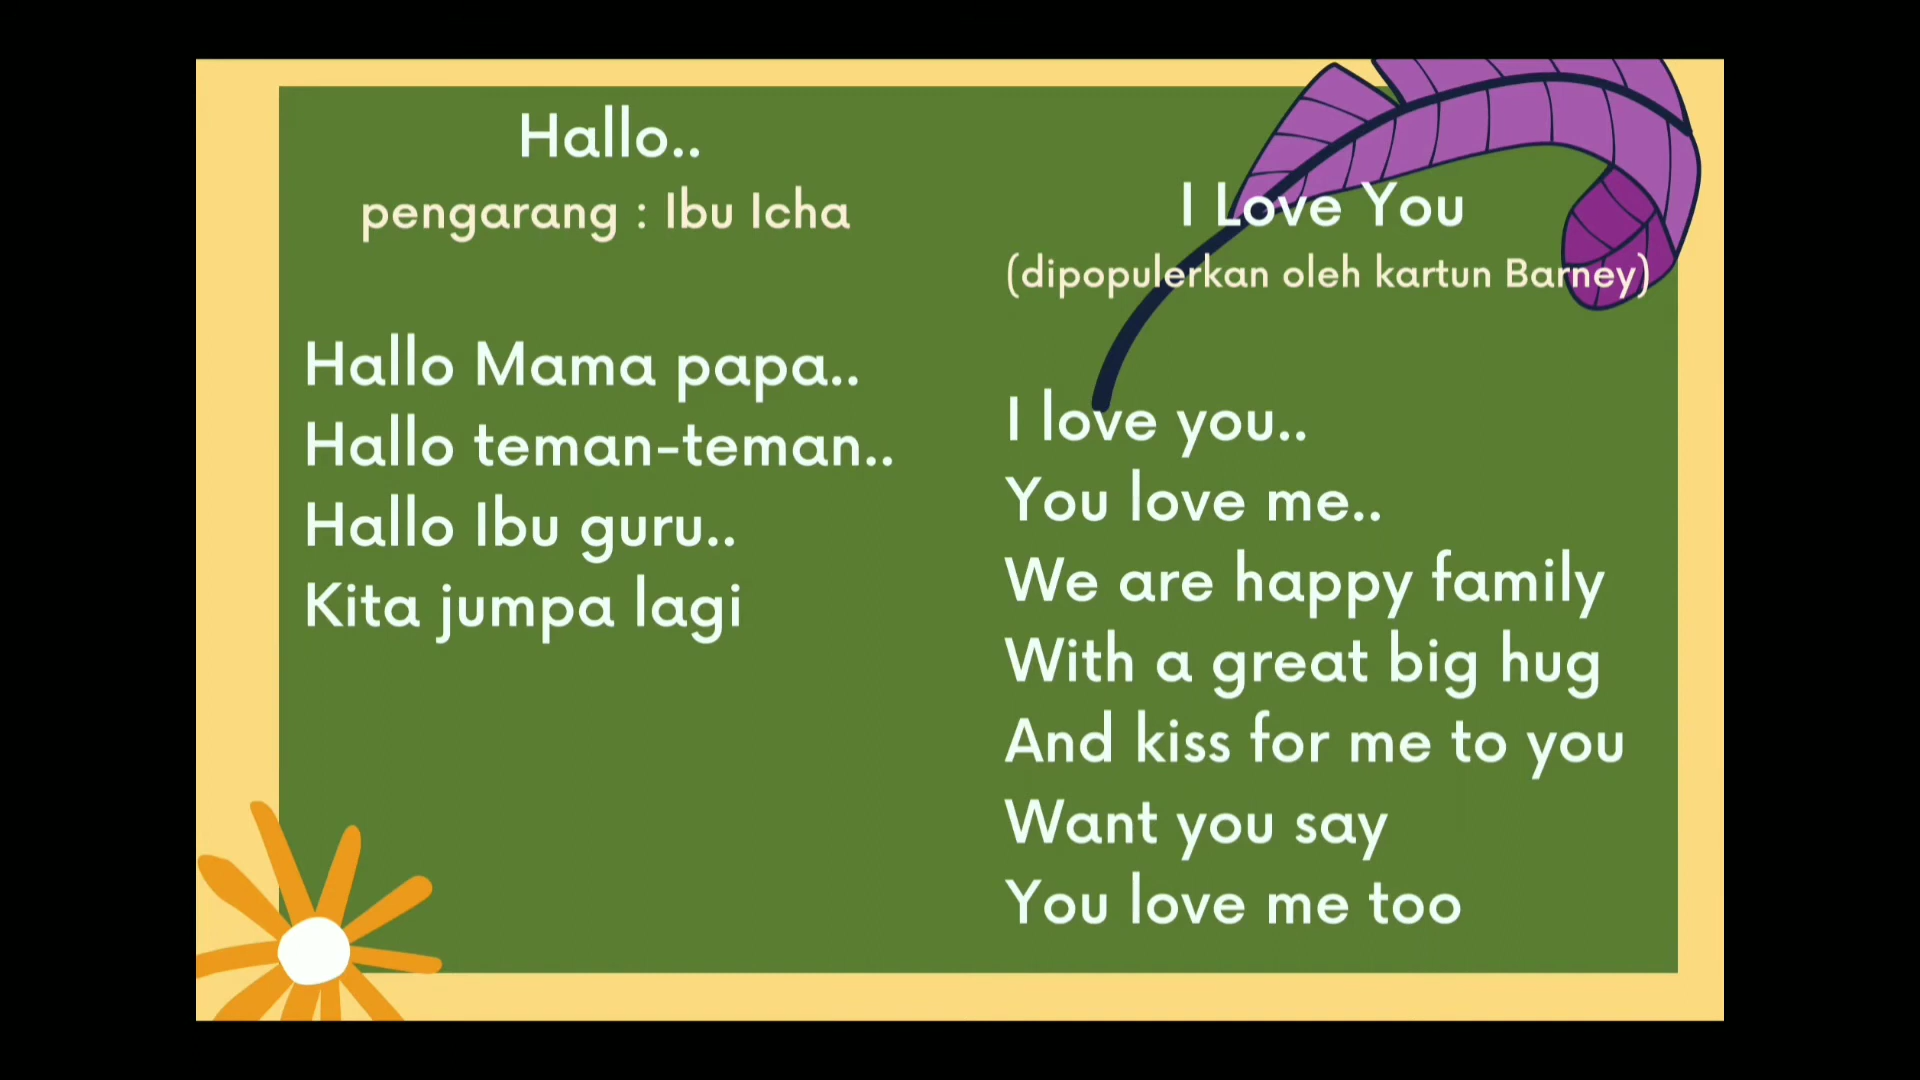 Hallo..
pengarang : Ibu Icha
Hallo Mama papa..
Hallo teman-teman..
Hallo Ibu guru..
Kita jumpa lagi
I Love You
(dipopulerkan oleh kartun Barney)
I love you..
You love me..
We are happy family
With a great big hug
And kiss for me to you
Want you say
You love me too